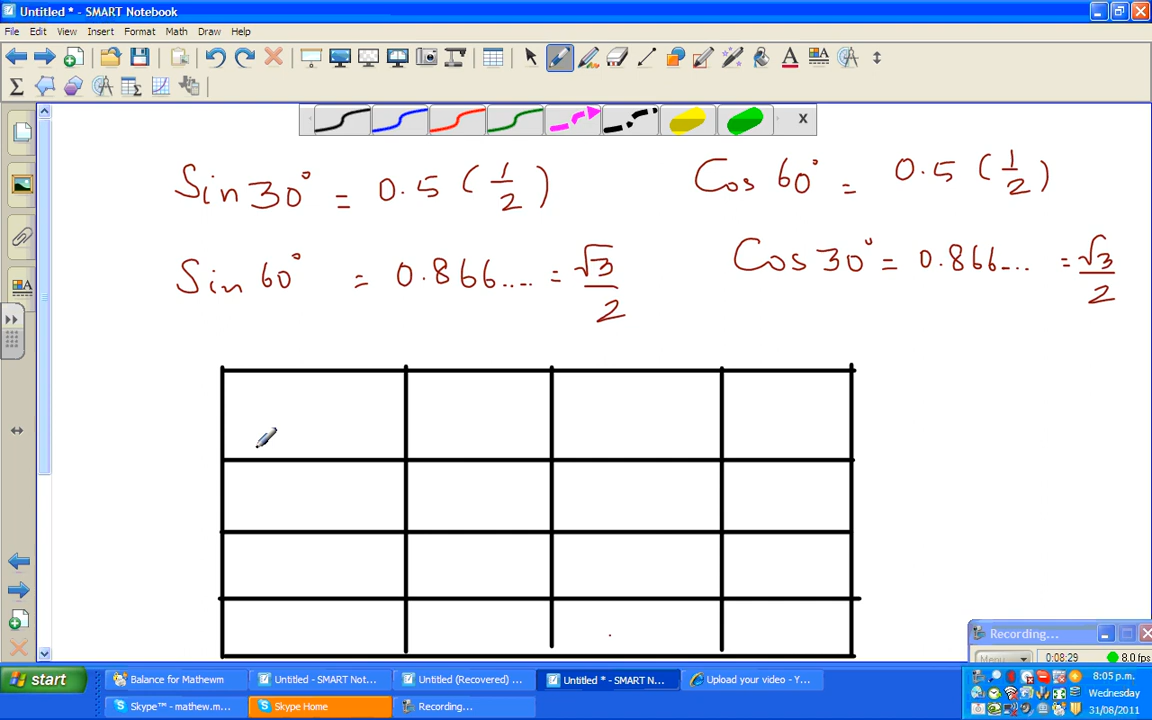 Untitled * - SMART Notebook
File Edit View Insert Format Math Draw Help
Sin 30° = 0.5 (1/2)
Cos 60° = 0.5 (1/2)
Sin 60° = 0.866.... = √3/2
Cos 30° = 0.866... = √3/2
Recording...
Menu
0:08:29
8.0 fps
start
Balance for Mathewm
Untitled - SMART Not...
Untitled (Recovered) ...
Untitled * - SMART N...
Upload your video - Y...
Skype™ - mathew.m...
Skype Home
Recording...
8:05 p.m.
Wednesday
31/08/2011